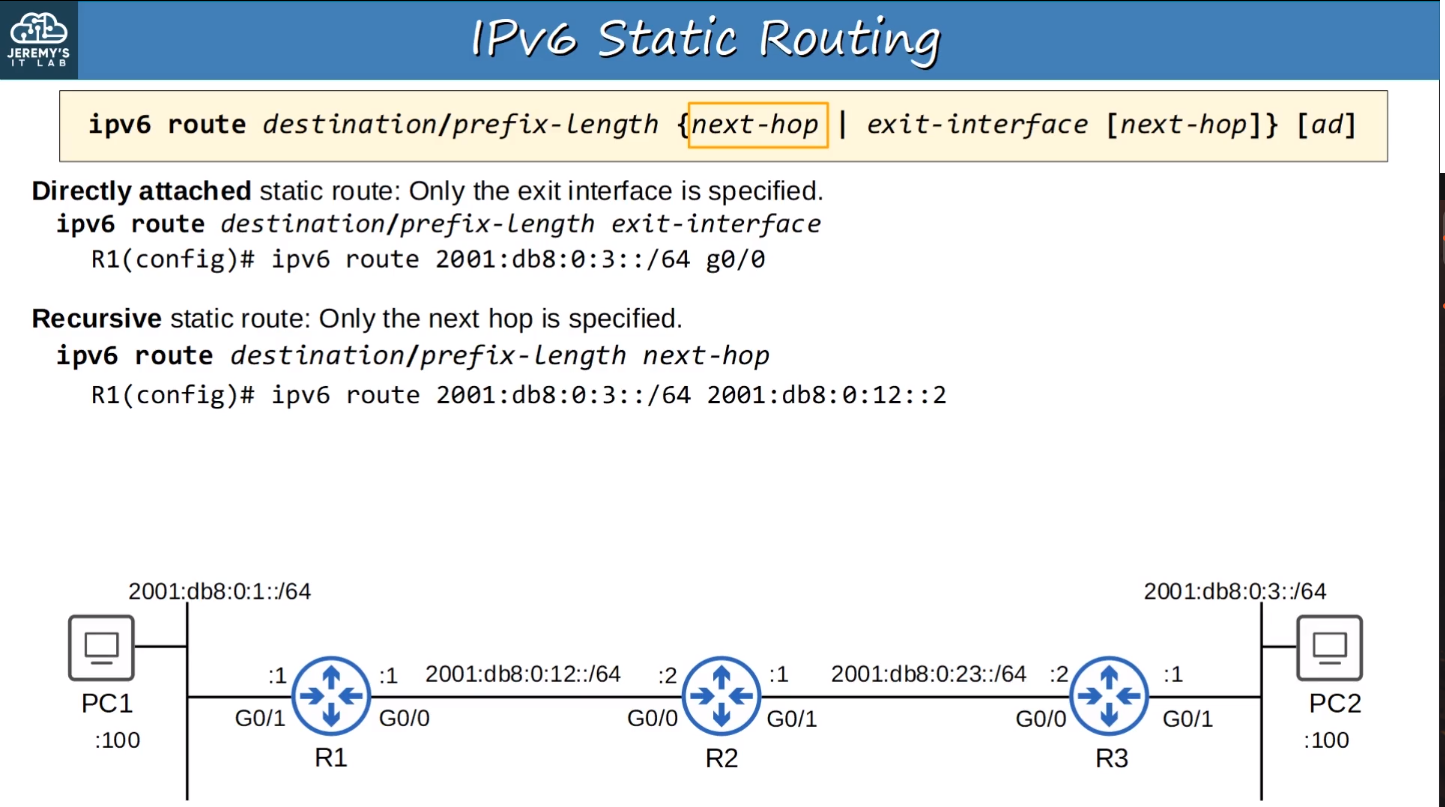 JEREMY'S
IT LAB
IPv6 Static Routing
ipv6 route destination/prefix-length {next-hop | exit-interface [next-hop]} [ad]
Directly attached static route: Only the exit interface is specified.
ipv6 route destination/prefix-length exit-interface
R1(config)# ipv6 route 2001:db8:0:3::/64 g0/0
Recursive static route: Only the next hop is specified.
ipv6 route destination/prefix-length next-hop
R1(config)# ipv6 route 2001:db8:0:3::/64 2001:db8:0:12::2
2001:db8:0:1::/64
2001:db8:0:3::/64
:1
:1
2001:db8:0:12::/64
:2
:1
2001:db8:0:23::/64
:2
:1
PC1
G0/1
G0/0
G0/0
G0/1
G0/0
G0/1
PC2
:100
R1
R2
R3
:100